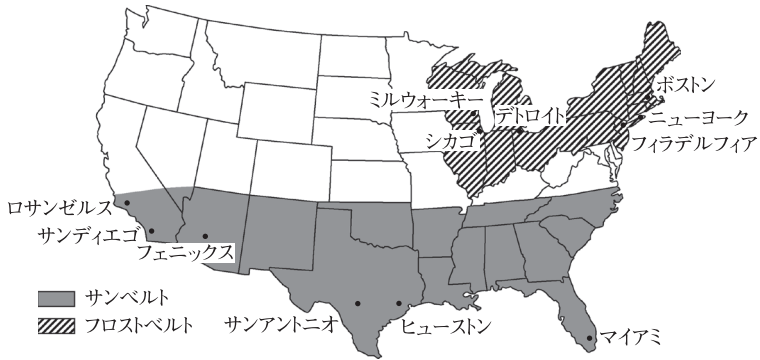 ボストン
ミルウォーキー
デトロイト
ニューヨーク
シカゴ
フィラデルフィア
ロサンゼルス
サンディエゴ
フェニックス
サンベルト
フロストベルト
サンアントニオ
ヒューストン
マイアミ